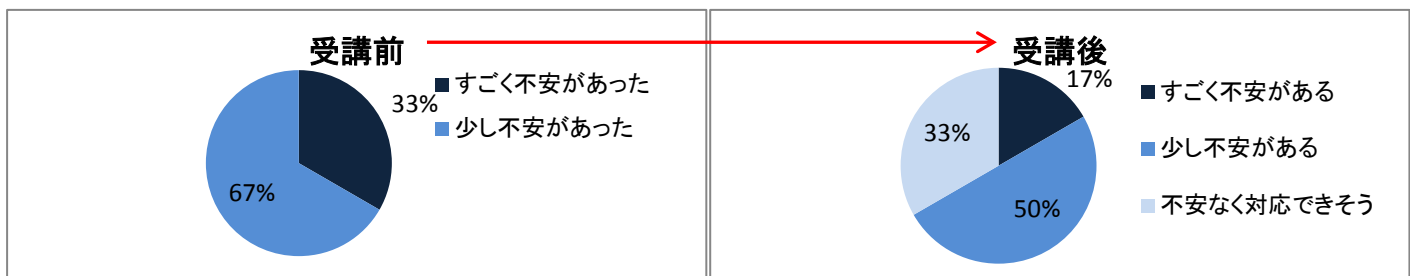 受講前
33%
67%
すごく不安があった
少し不安があった
受講後
17%
33%
50%
すごく不安がある
少し不安がある
不安なく対応できそう